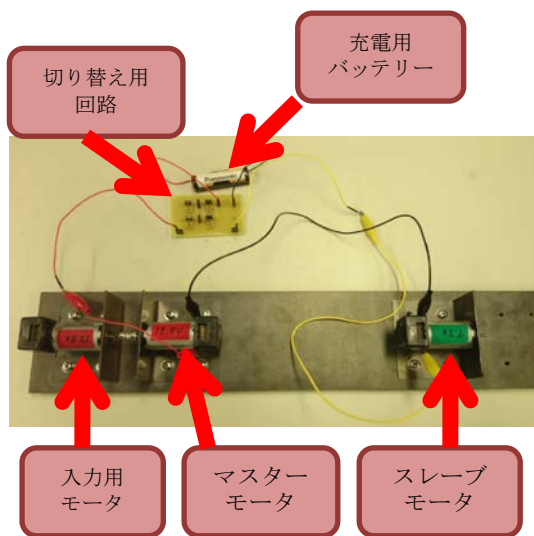 充電用
バッテリー
切り替え用
回路
Panasonic
入力用
モータ
マスター
モータ
スレーブ
モータ